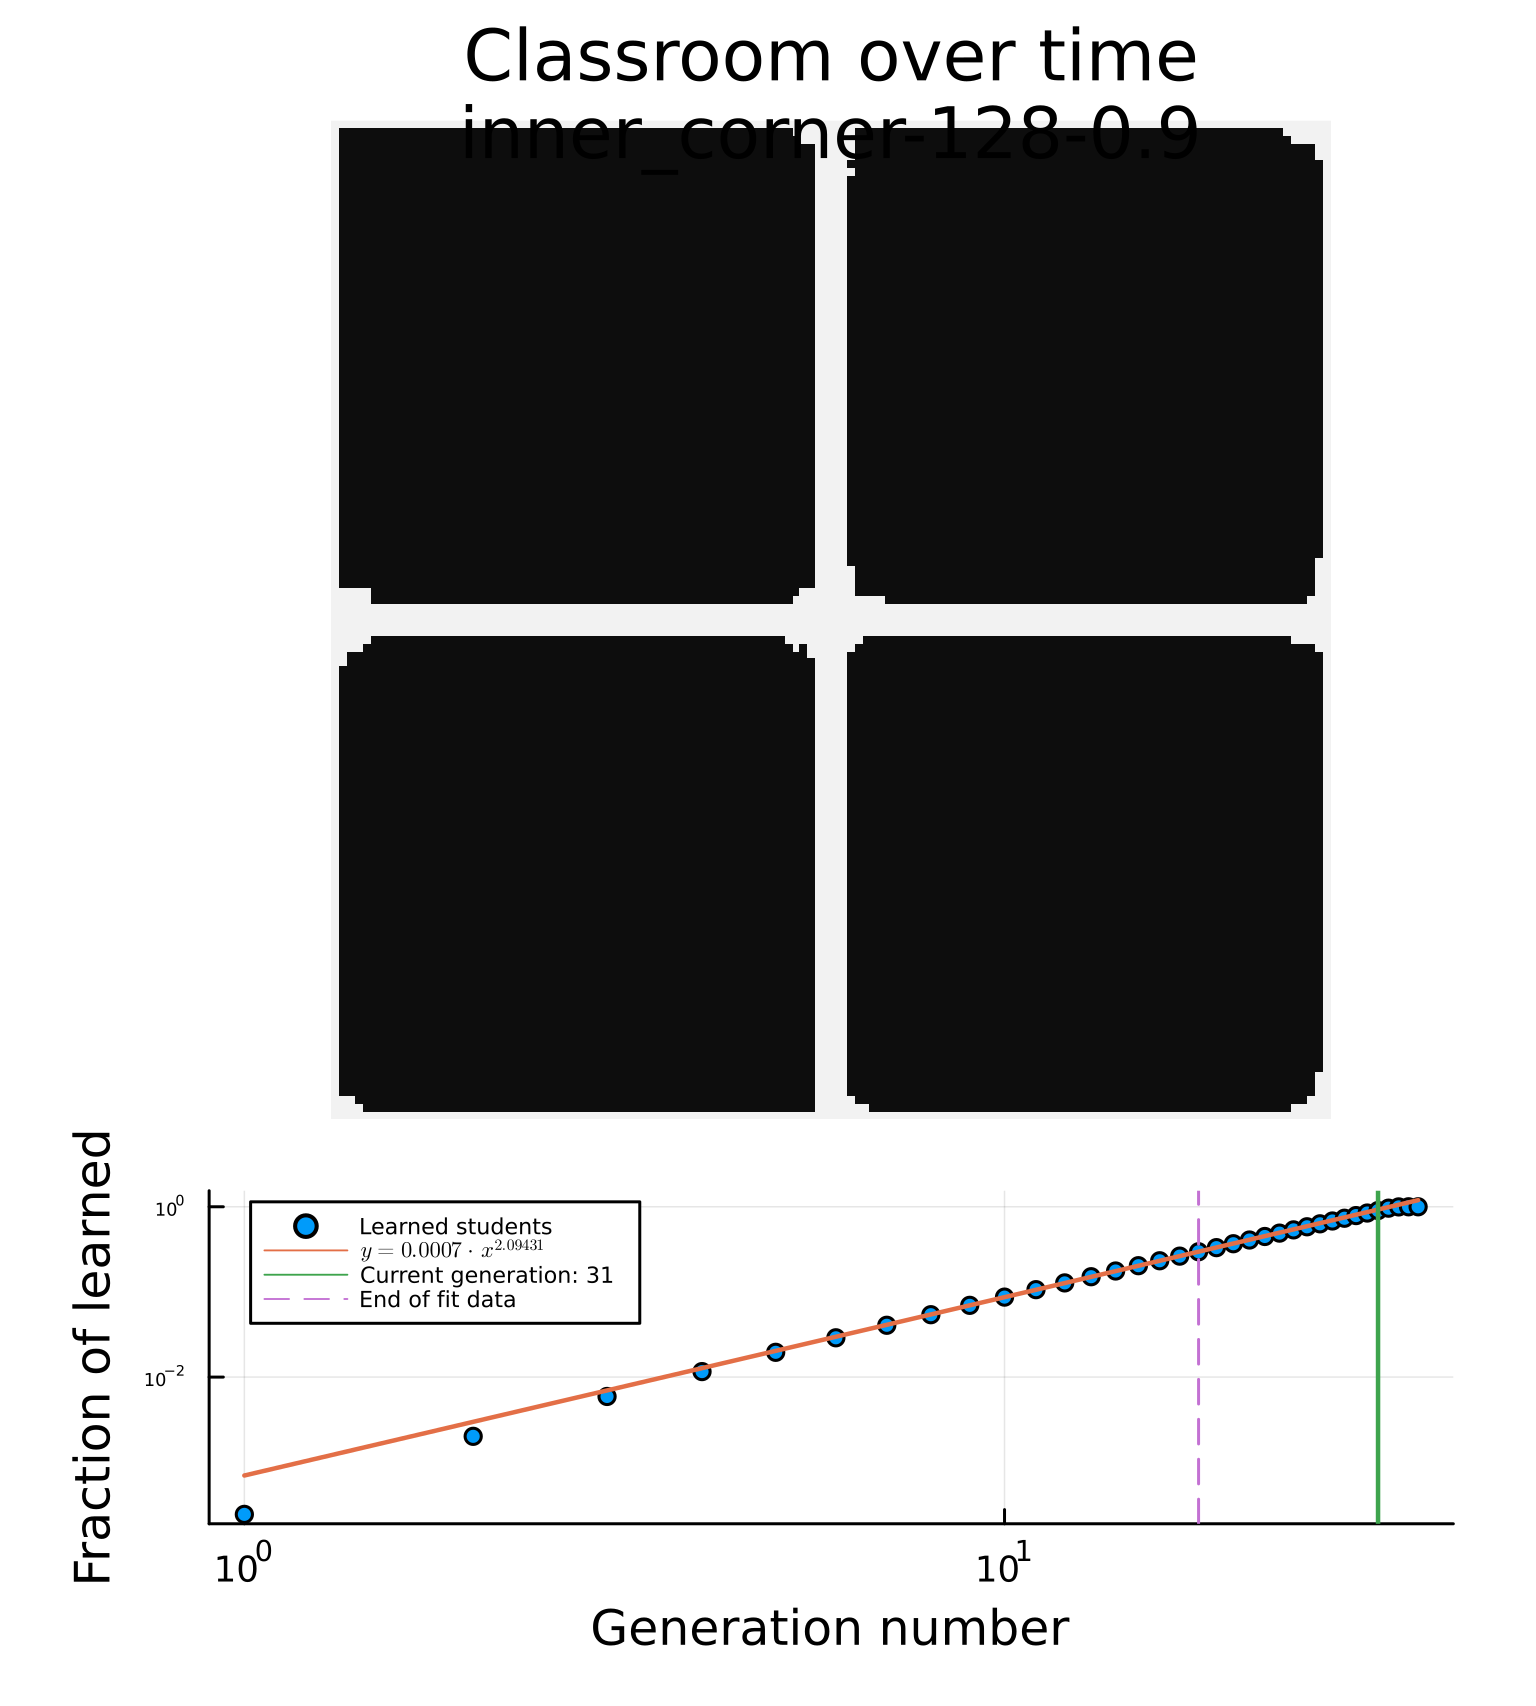 Classroom over time
inner_corner-128-0.9
Fraction of learned
10⁰
10⁻²
Learned students
y = 0.0007 · x^2.09431
Current generation: 31
End of fit data
10⁰
10¹
Generation number